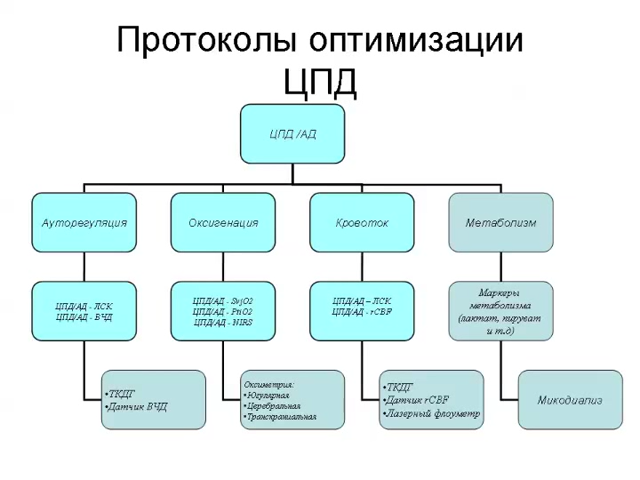 Протоколы оптимизации
ЦПД
ЦПД /АД
Ауторегуляция
Оксигенация
Кровоток
Метаболизм
ЦПД/АД - ЛСК
ЦПД/АД - ВЧД
ЦПД/АД - SvjO2
ЦПД/АД - PtiO2
ЦПД/АД - NIRS
ЦПД/АД – ЛСК
ЦПД/АД - rCBF
Маркеры
метаболизма
(лактат, пируват
и т.д)
•ТКДГ
•Датчик ВЧД
Оксиметрия:
•Югулярная
•Церебральная
•Транскраниальная
•ТКДГ
•Датчик rCBF
•Лазерный флоуметр
Микодиализ